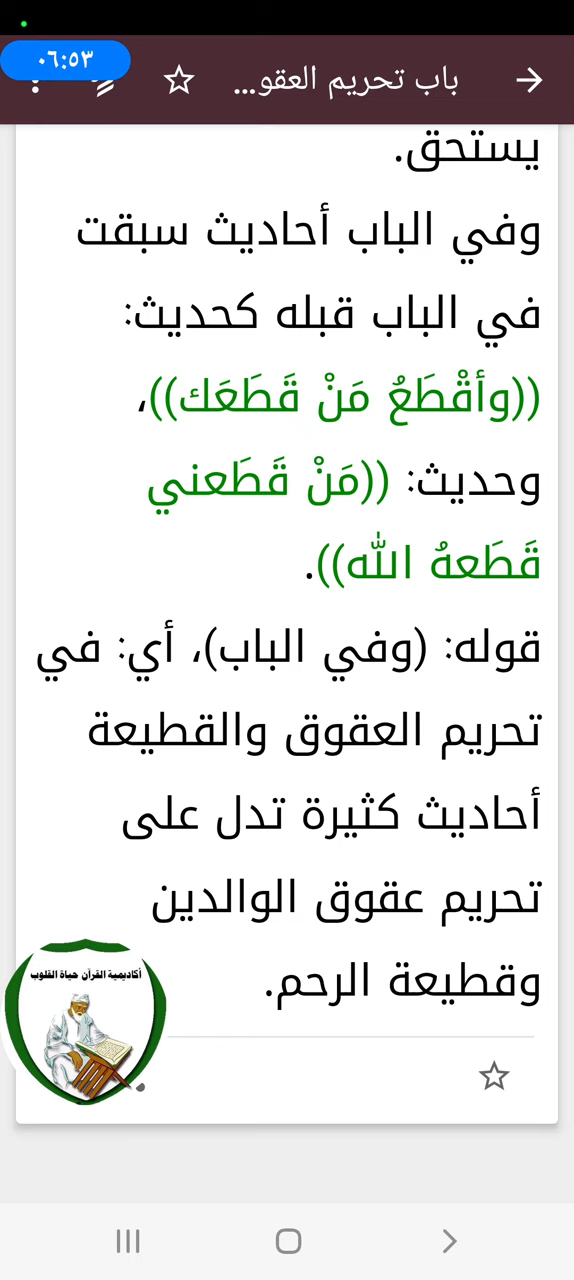 ٠٦:٥٣
باب تحريم العقو...
يستحق.
وفي الباب أحاديث سبقت
في الباب قبله كحديث:
((وأقْطَعُ مَنْ قَطَعَك))،
وحديث: ((مَنْ قَطَعني
قَطَعهُ الله)).
قوله: (وفي الباب)، أي: في
تحريم العقوق والقطيعة
أحاديث كثيرة تدل على
تحريم عقوق الوالدين
وقطيعة الرحم.
أكاديمية القرآن حياة القلوب